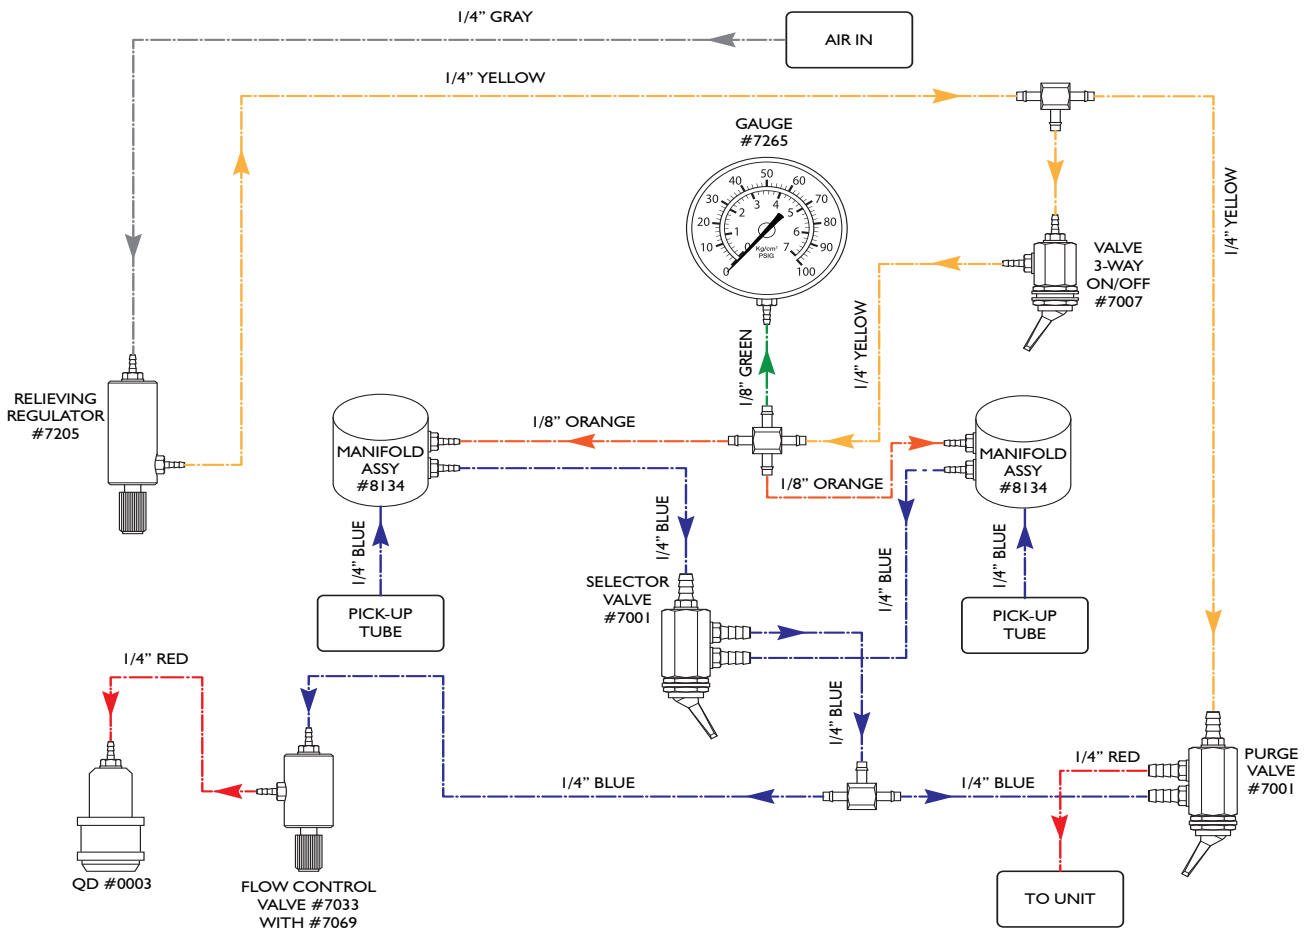 1/4” GRAY
AIR IN
1/4” YELLOW
GAUGE
#7265
50
40
60
30
70
20
80
10
90
0
100
3
4
2
5
1
6
0
7
Kg/cm²
PSIG
1/4” YELLOW
VALVE
3-WAY
ON/OFF
#7007
1/8” GREEN
1/4” YELLOW
RELIEVING
REGULATOR
#7205
1/8” ORANGE
MANIFOLD
ASSY
#8134
MANIFOLD
ASSY
#8134
1/8” ORANGE
1/4” BLUE
1/4” BLUE
1/4” BLUE
1/4” BLUE
SELECTOR
VALVE
#7001
PICK-UP
TUBE
PICK-UP
TUBE
1/4” RED
1/4” BLUE
1/4” BLUE
1/4” BLUE
1/4” RED
PURGE
VALVE
#7001
QD #0003
FLOW CONTROL
VALVE #7033
WITH #7069
TO UNIT